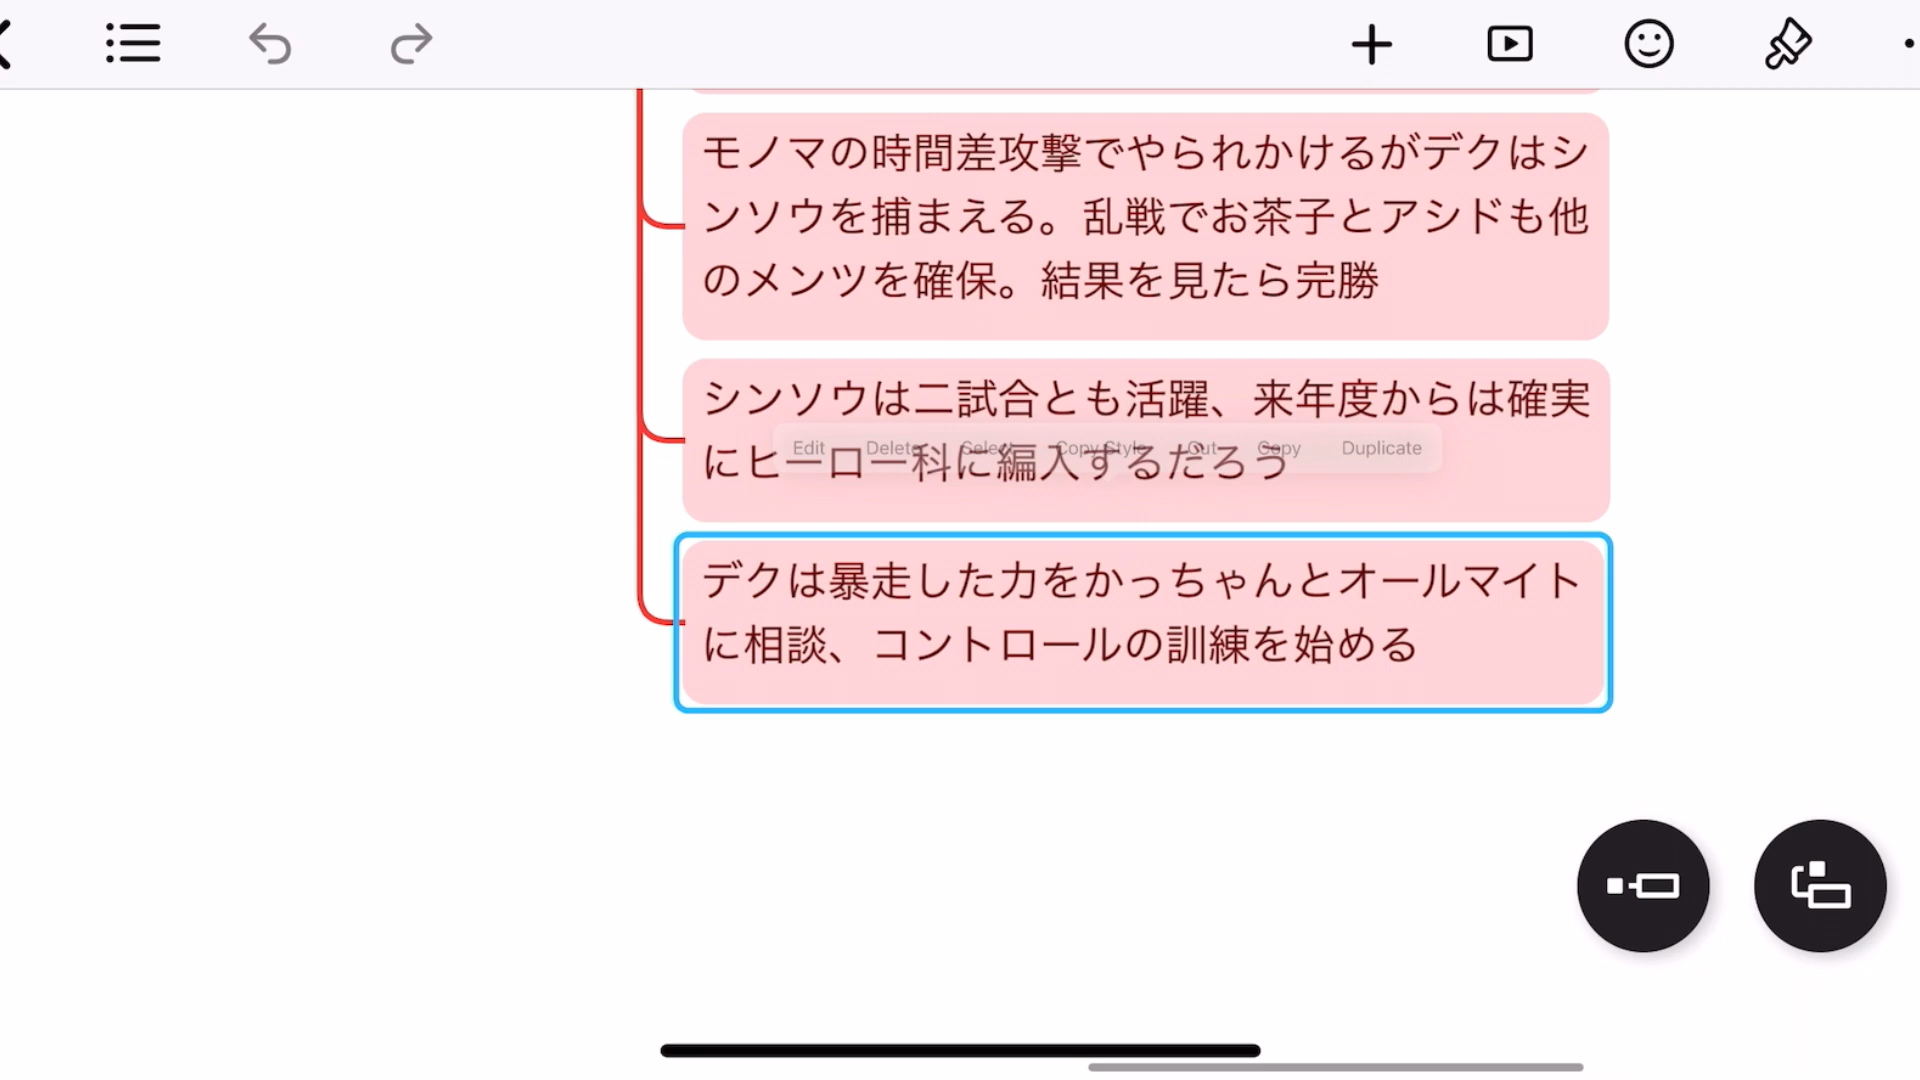 モノマの時間差攻撃でやられかけるがデクはシ
ンソウを捕まえる。乱戦でお茶子とアシドも他
のメンツを確保。結果を見たら完勝
シンソウは二試合とも活躍、来年度からは確実
にヒーロー科に編入するだろう
Edit Delete Select Copy Style Cut Copy Duplicate
デクは暴走した力をかっちゃんとオールマイト
に相談、コントロールの訓練を始める